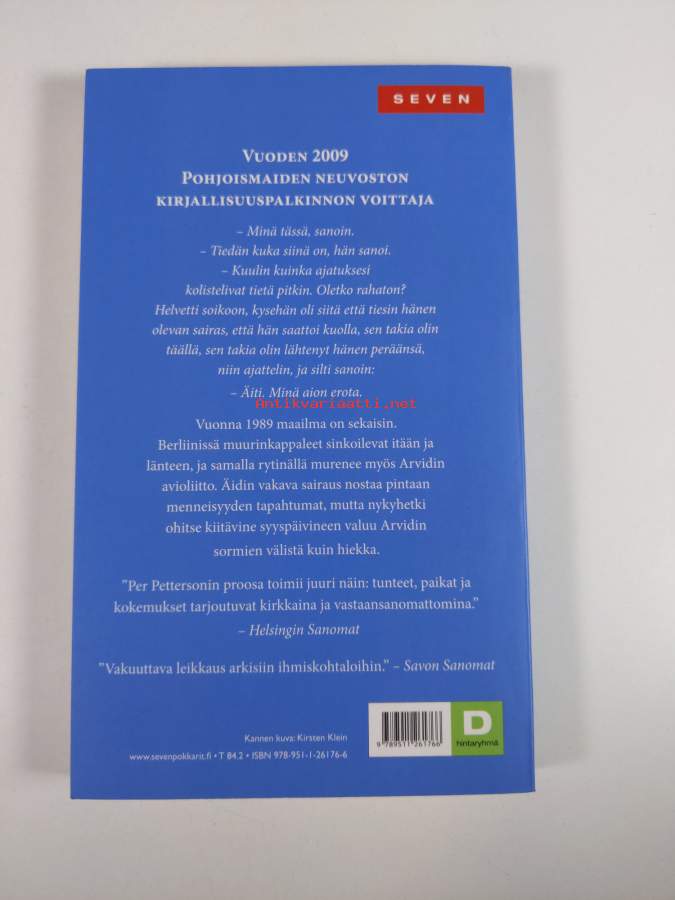 SEVEN
VUODEN 2009
POHJOISMAIDEN NEUVOSTON
KIRJALLISUUSPALKINNON VOITTAJA
– Minä tässä, sanoin.
– Tiedän kuka siinä on, hän sanoi.
– Kuulin kuinka ajatuksesi
kolistelivat tietä pitkin. Oletko rahaton?
Helvetti soikoon, kysehän oli siitä että tiesin hänen
olevan sairas, että hän saattoi kuolla, sen takia olin
täällä, sen takia olin lähtenyt hänen peräänsä,
niin ajattelin, ja silti sanoin:
– Äiti. Minä aion erota.
Antikvariaatti.net
Vuonna 1989 maailma on sekaisin.
Berliinissä muurinkappaleet sinkoilevat itään ja
länteen, ja samalla rytinällä murenee myös Arvidin
avioliitto. Äidin vakava sairaus nostaa pintaan
menneisyyden tapahtumat, mutta nykyhetki
ohitse kiitävine syyspäivineen valuu Arvidin
sormien välistä kuin hiekka.
”Per Pettersonin proosa toimii juuri näin: tunteet, paikat ja
kokemukset tarjoutuvat kirkkaina ja vastaansanomattomina.”
– Helsingin Sanomat
”Vakuuttava leikkaus arkisiin ihmiskohtaloihin.” – Savon Sanomat
Kannen kuva: Kirsten Klein
www.sevenpokkarit.fi • T 84.2 • ISBN 978-951-1-26176-6
9 789511 261766
D
hintaryhmä